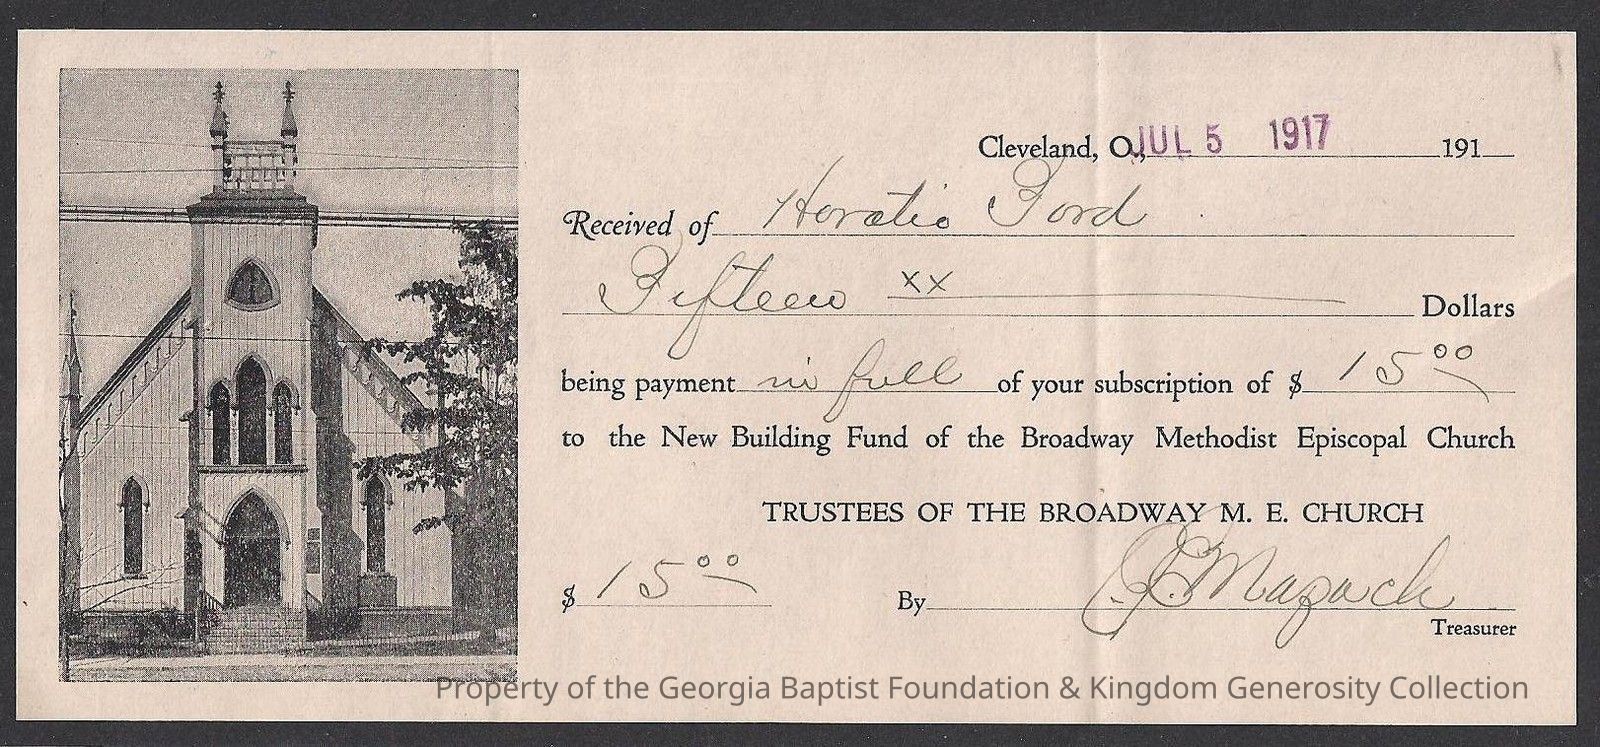 Cleveland, O., JUL 5 1917 191
Received of Horatio Ford
Fifteen xx Dollars
being payment in full of your subscription of $ 15.00
to the New Building Fund of the Broadway Methodist Episcopal Church
TRUSTEES OF THE BROADWAY M. E. CHURCH
$ 15.00 By
Treasurer
Property of the Georgia Baptist Foundation & Kingdom Generosity Collection